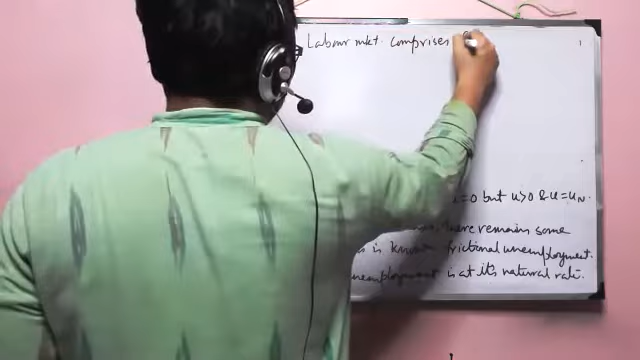 Labour mkt comprises
=0 but u>0 & u=uN.
there remains some
is known frictional unemployment.
unemployment is at its natural rate.